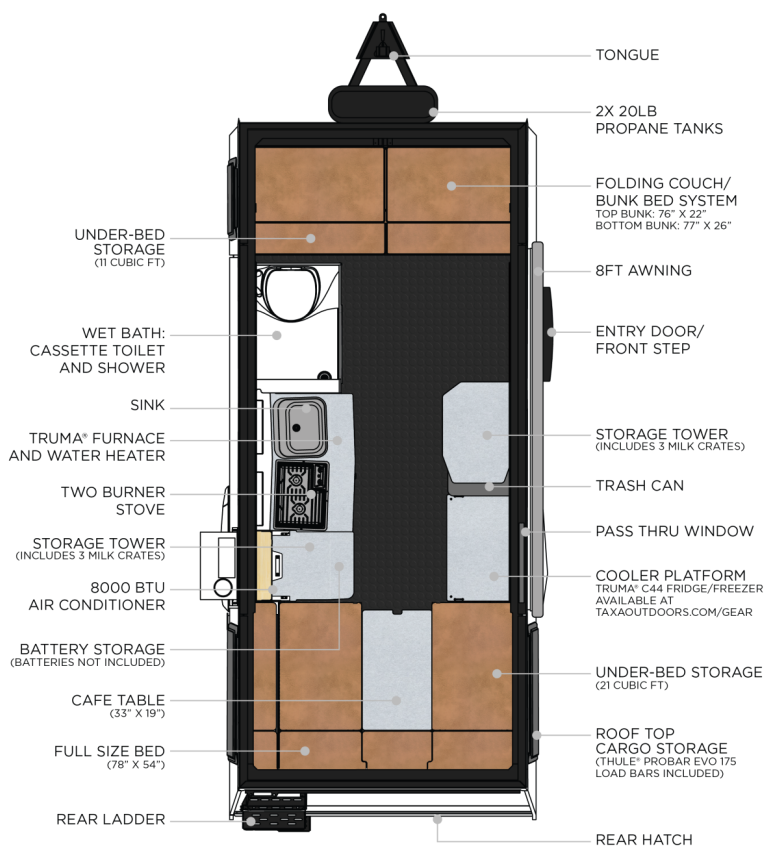 TONGUE
2X 20LB
PROPANE TANKS
FOLDING COUCH/
BUNK BED SYSTEM
TOP BUNK: 76” X 22”
BOTTOM BUNK: 77” X 26”
UNDER-BED
STORAGE
(11 CUBIC FT)
8FT AWNING
WET BATH:
CASSETTE TOILET
AND SHOWER
ENTRY DOOR/
FRONT STEP
SINK
TRUMA® FURNACE
AND WATER HEATER
STORAGE TOWER
(INCLUDES 3 MILK CRATES)
TWO BURNER
STOVE
TRASH CAN
STORAGE TOWER
(INCLUDES 3 MILK CRATES)
PASS THRU WINDOW
8000 BTU
AIR CONDITIONER
COOLER PLATFORM
TRUMA® C44 FRIDGE/FREEZER
AVAILABLE AT
TAXAOUTDOORS.COM/GEAR
BATTERY STORAGE
(BATTERIES NOT INCLUDED)
UNDER-BED STORAGE
(21 CUBIC FT)
CAFE TABLE
(33” X 19”)
FULL SIZE BED
(78” X 54”)
ROOF TOP
CARGO STORAGE
(THULE® PROBAR EVO 175
LOAD BARS INCLUDED)
REAR LADDER
REAR HATCH